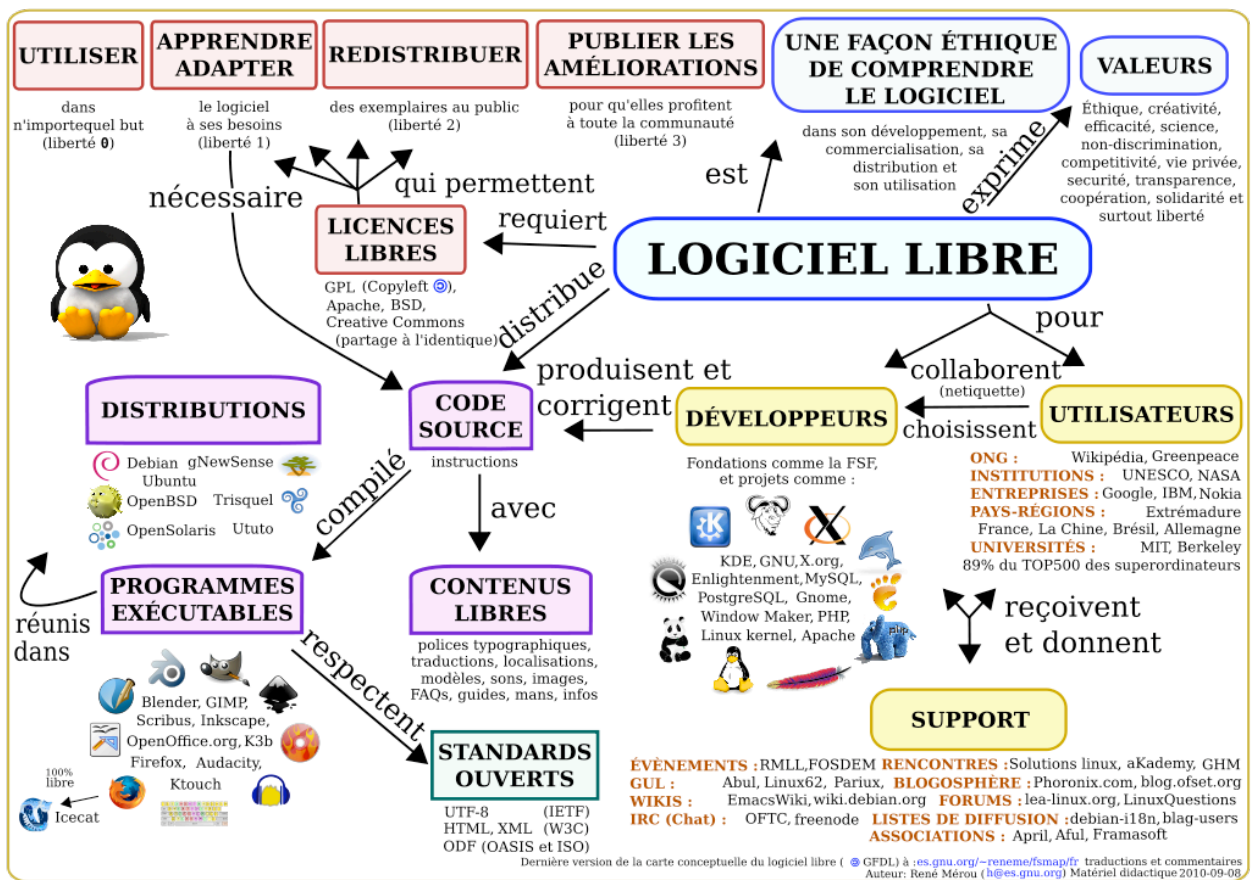 UTILISER
dans
n'importequel but
(liberté 0)
APPRENDRE
ADAPTER
le logiciel
à ses besoins
(liberté 1)
REDISTRIBUER
des exemplaires au public
(liberté 2)
PUBLIER LES
AMÉLIORATIONS
pour qu'elles profitent
à toute la communauté
(liberté 3)
UNE FAÇON ÉTHIQUE
DE COMPRENDRE
LE LOGICIEL
dans son développement, sa
commercialisation, sa
distribution et
son utilisation
VALEURS
Éthique, créativité,
efficacité, science,
non-discrimination,
competitivité, vie privée,
securité, transparence,
coopération, solidarité et
surtout liberté
est
exprime
nécessaire
qui permettent
requiert
LICENCES
LIBRES
GPL (Copyleft),
Apache, BSD,
Creative Commons
(partage à l'identique)
LOGICIEL LIBRE
distribue
pour
produisent et
corrigent
collaborent
(netiquette)
choisissent
DISTRIBUTIONS
Debian gNewSense
Ubuntu
OpenBSD Trisquel
OpenSolaris Ututo
CODE
SOURCE
instructions
compilé
avec
DÉVELOPPEURS
Fondations comme la FSF,
et projets comme :
KDE, GNU, X.org,
Enlightenment, MySQL,
PostgreSQL, Gnome,
Window Maker, PHP,
Linux kernel, Apache
php
UTILISATEURS
ONG : Wikipédia, Greenpeace
INSTITUTIONS : UNESCO, NASA
ENTREPRISES : Google, IBM, Nokia
PAYS-RÉGIONS : Extrémadure
France, La Chine, Brésil, Allemagne
UNIVERSITÉS : MIT, Berkeley
89% du TOP500 des superordinateurs
reçoivent
et donnent
réunis
dans
PROGRAMMES
EXÉCUTABLES
Blender, GIMP,
Scribus, Inkscape,
OpenOffice.org, K3b
Firefox, Audacity,
Ktouch
100%
libre
Icecat
respectent
CONTENUS
LIBRES
polices typographiques,
traductions, localisations,
modèles, sons, images,
FAQs, guides, mans, infos
STANDARDS
OUVERTS
UTF-8 (IETF)
HTML, XML (W3C)
ODF (OASIS et ISO)
SUPPORT
ÉVÈNEMENTS : RMLL, FOSDEM RENCONTRES : Solutions linux, aKademy, GHM
GUL : Abul, Linux62, Pariux, BLOGOSPHÈRE : Phoronix.com, blog.ofset.org
WIKIS : EmacsWiki, wiki.debian.org FORUMS : lea-linux.org, LinuxQuestions
IRC (Chat) : OFTC, freenode LISTES DE DIFFUSION : debian-i18n, blag-users
ASSOCIATIONS : April, Aful, Framasoft
Dernière version de la carte conceptuelle du logiciel libre ( GFDL) à : es.gnu.org/~reneme/fsmap/fr traductions et commentaires
Auteur: René Mérou (h@es.gnu.org) Matériel didactique 2010-09-08